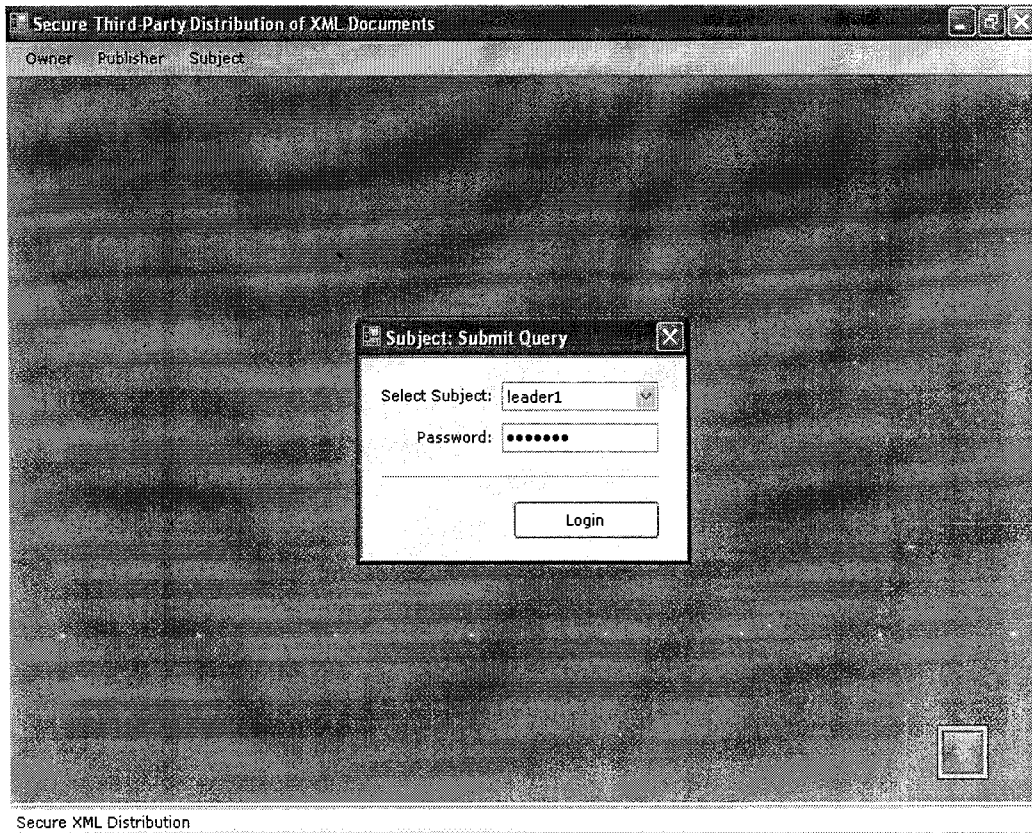 Secure Third-Party Distribution of XML Documents
Owner Publisher Subject
Subject: Submit Query
Select Subject: leader1
Password: •••••••
Login
Secure XML Distribution